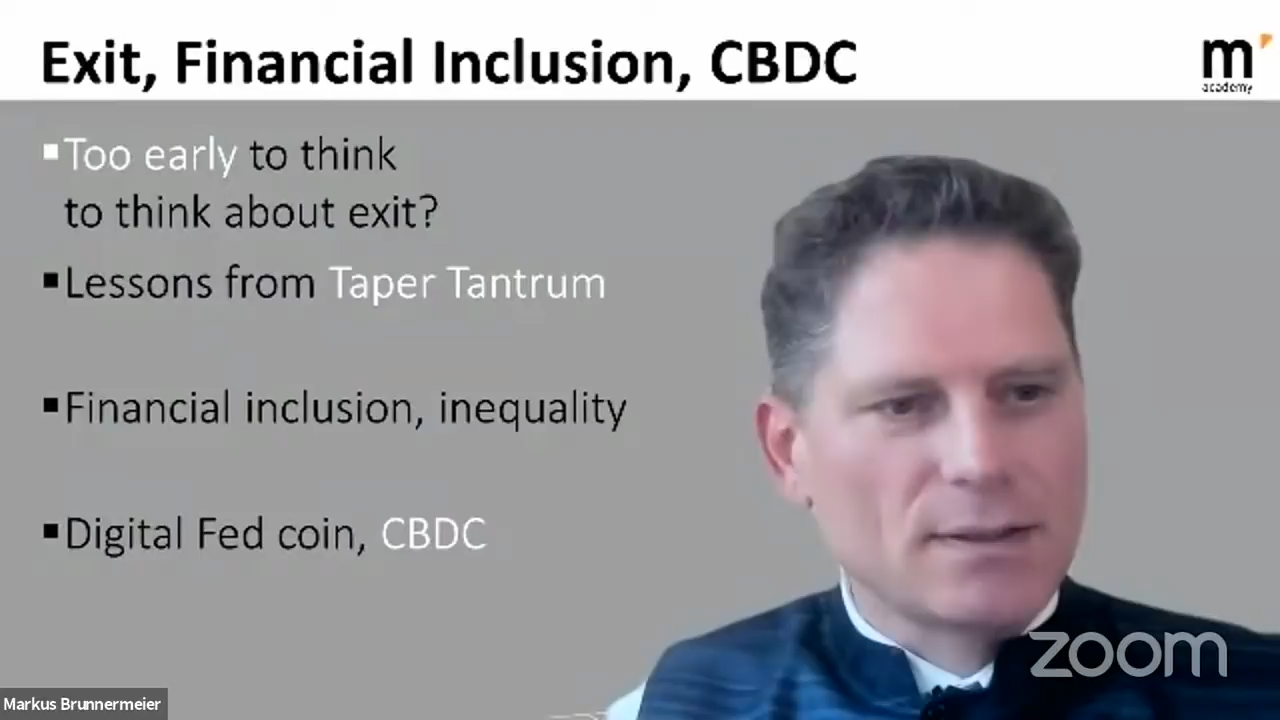 Exit, Financial Inclusion, CBDC
m'
academy
▪Too early to think
to think about exit?
▪Lessons from Taper Tantrum
▪Financial inclusion, inequality
▪Digital Fed coin, CBDC
zoom
Markus Brunnermeier